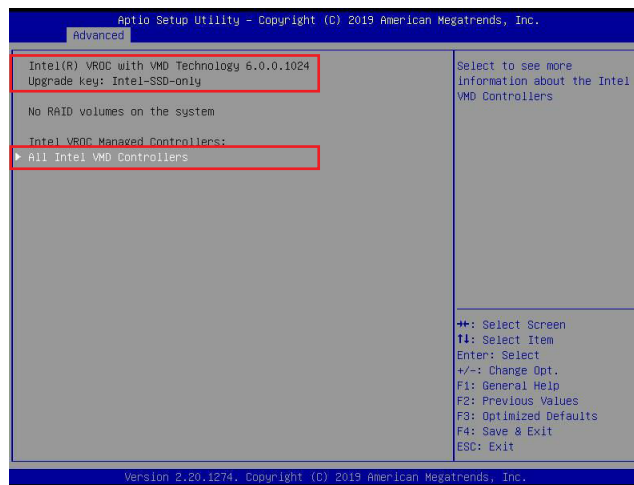 Aptio Setup Utility – Copyright (C) 2019 American Megatrends, Inc.
Advanced
Intel(R) VROC with VMD Technology 6.0.0.1024
Upgrade key: Intel-SSD-only
No RAID volumes on the system
Intel VROC Managed Controllers:
▶ All Intel VMD Controllers
Select to see more
information about the Intel
VMD Controllers
→←: Select Screen
↑↓: Select Item
Enter: Select
+/-: Change Opt.
F1: General Help
F2: Previous Values
F3: Optimized Defaults
F4: Save & Exit
ESC: Exit
Version 2.20.1274. Copyright (C) 2019 American Megatrends, Inc.